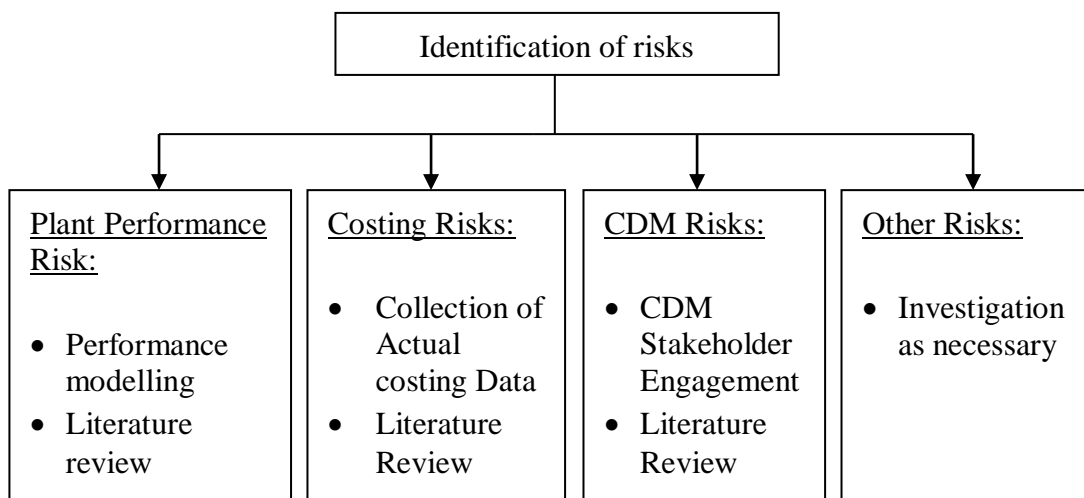 Identification of risks
Plant Performance
Risk:
• Performance
modelling
• Literature
review
Costing Risks:
• Collection of
Actual
costing Data
• Literature
Review
CDM Risks:
• CDM
Stakeholder
Engagement
• Literature
Review
Other Risks:
• Investigation
as necessary